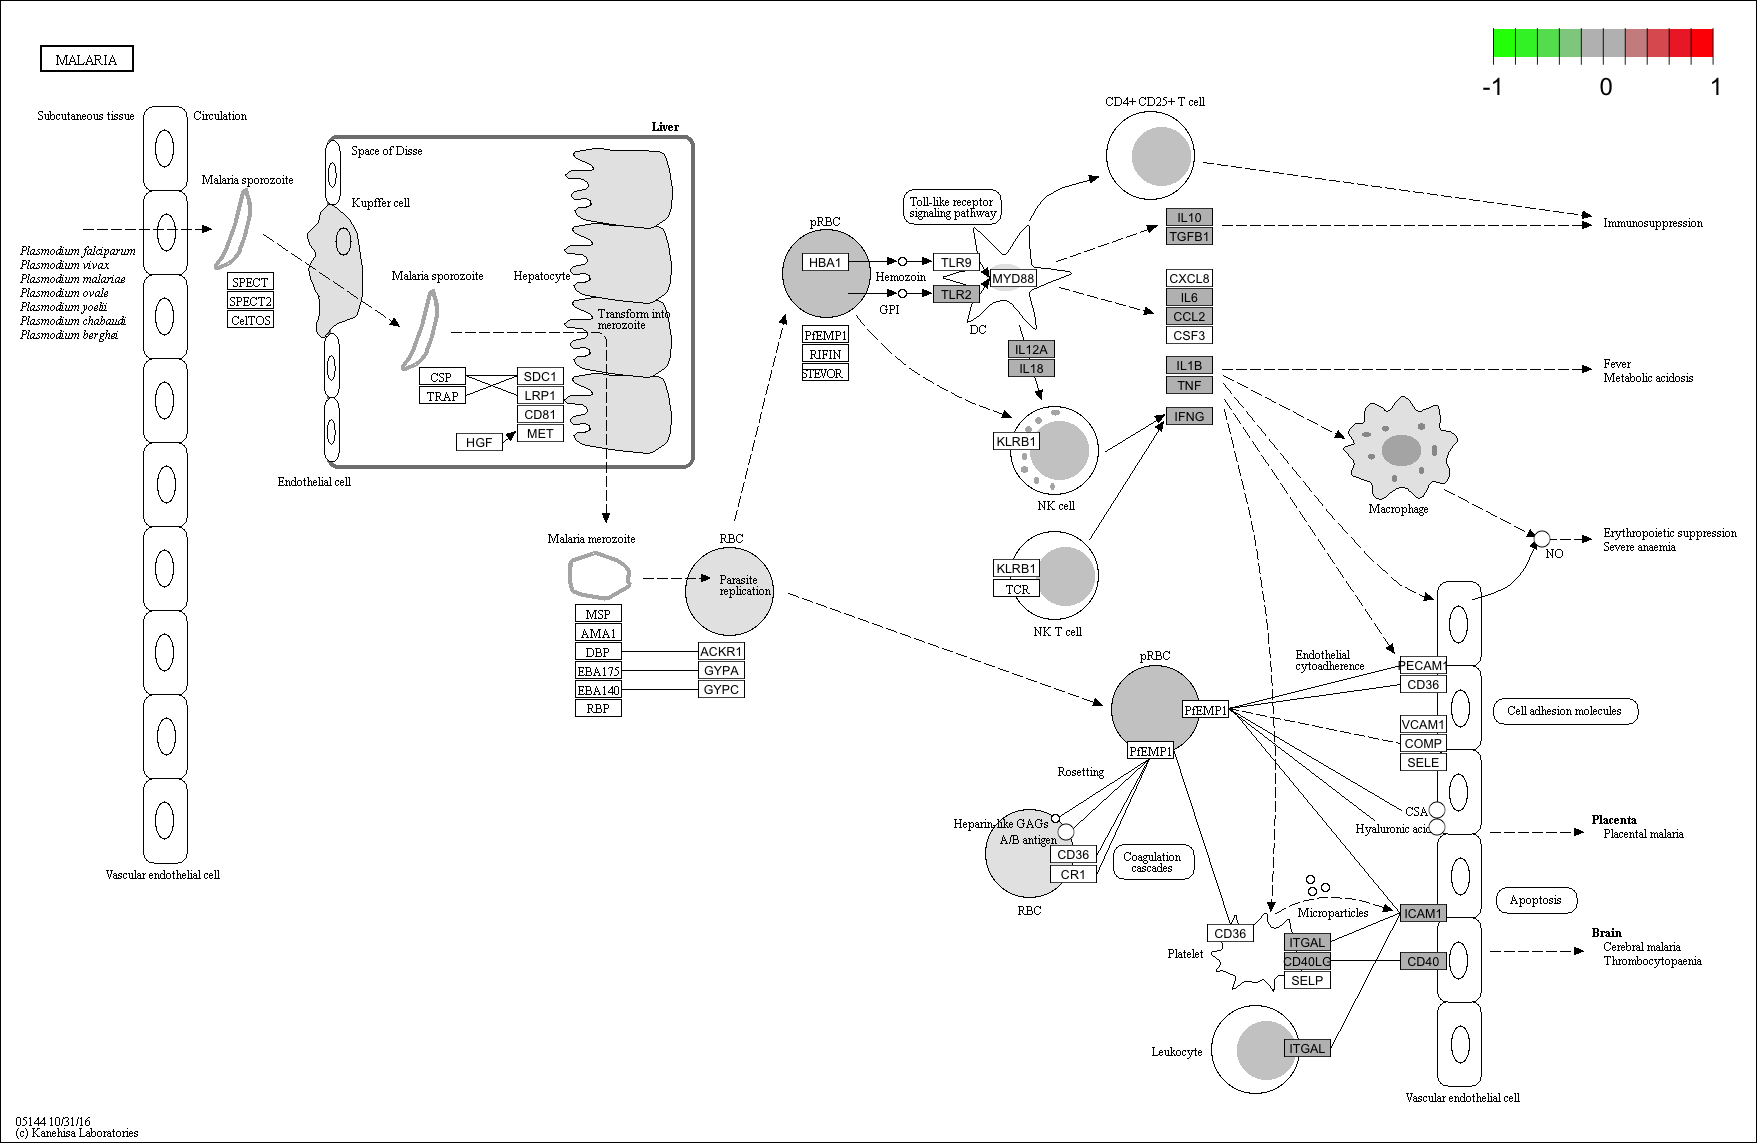 MALARIA
-1
0
1
Subcutaneous tissue
Circulation
Liver
Space of Disse
Malaria sporozoite
Kupffer cell
Plasmodium falciparum
Plasmodium vivax
Plasmodium malariae
Plasmodium ovale
Plasmodium yoelii
Plasmodium chabaudi
Plasmodium berghei
SPECT
SPECT2
CelTOS
Malaria sporozoite
Hepatocyte
Transform into
merozoite
CSP
TRAP
SDC1
LRP1
CD81
MET
HGF
Endothelial cell
Vascular endothelial cell
Malaria merozoite
MSP
AMA1
DBP
EBA175
EBA140
RBP
RBC
Parasite
replication
ACKR1
GYPA
GYPC
pRBC
HBA1
PfEMP1
RIFIN
STEVOR
Hemozoin
GPI
Toll-like receptor
signaling pathway
TLR9
TLR2
MYD88
DC
IL12A
IL18
CD4+ CD25+ T cell
IL10
TGFB1
CXCL8
IL6
CCL2
CSF3
IL1B
TNF
IFNG
KLRB1
NK cell
KLRB1
TCR
NK T cell
Immunosuppression
Fever
Metabolic acidosis
Macrophage
NO
Erythropoietic suppression
Severe anaemia
pRBC
PfEMP1
PfEMP1
Endothelial
cytoadherence
PECAM1
CD36
VCAM1
COMP
SELE
Cell adhesion molecules
Rosetting
Heparin-like GAGs
A/B antigen
CD36
CR1
RBC
Coagulation
cascades
CSA
Hyaluronic acid
Placenta
Placental malaria
Apoptosis
Microparticles
ICAM1
CD36
Platelet
ITGAL
CD40LG
SELP
CD40
Brain
Cerebral malaria
Thrombocytopaenia
Leukocyte
ITGAL
Vascular endothelial cell
05144 10/31/16
(c) Kanehisa Laboratories